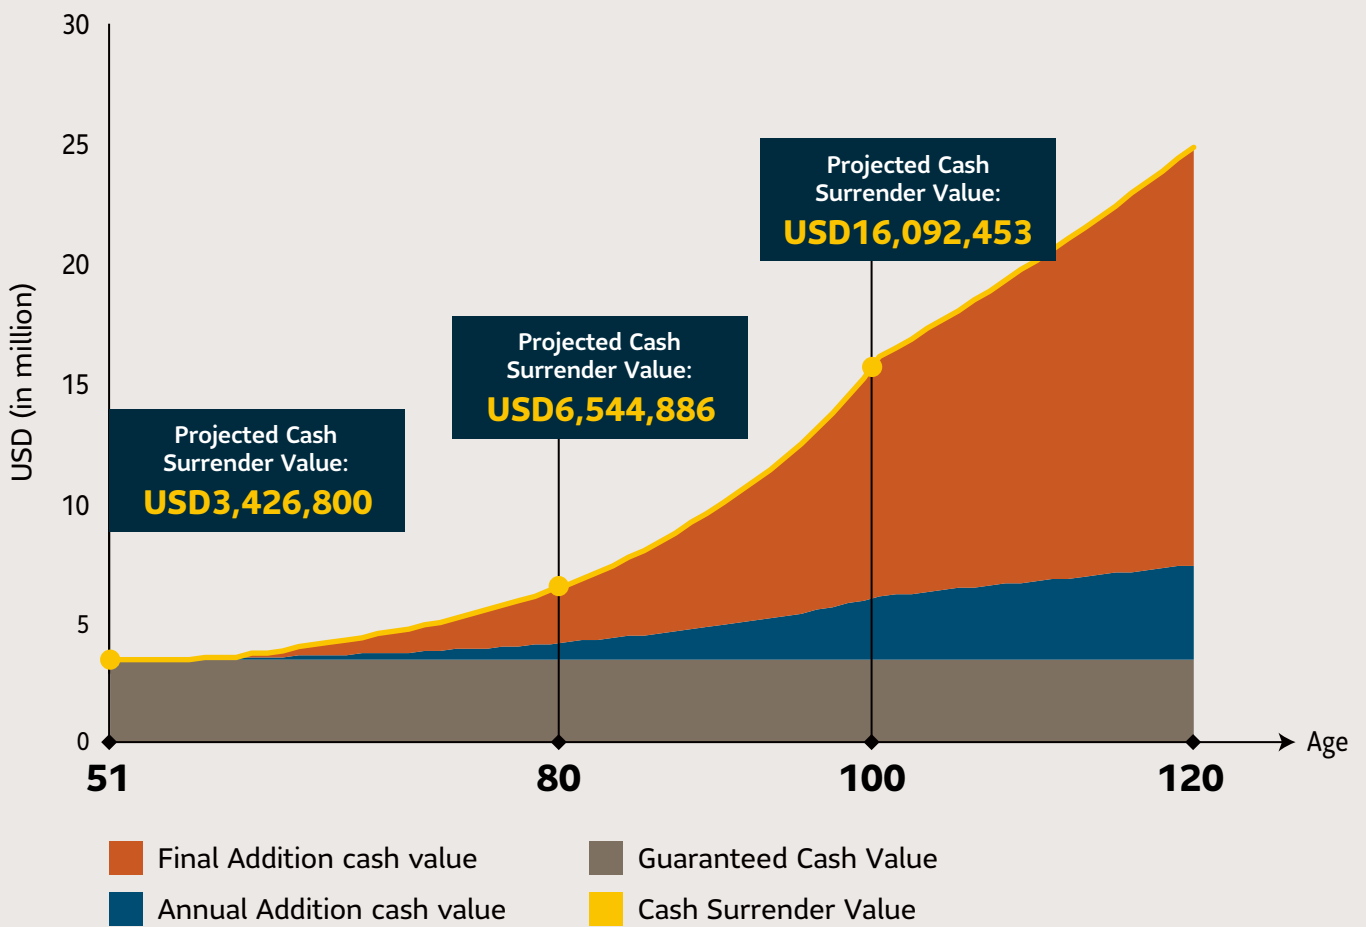 30
25
20
15
10
5
0
USD (in million)
Projected Cash
Surrender Value:
USD3,426,800
Projected Cash
Surrender Value:
USD6,544,886
Projected Cash
Surrender Value:
USD16,092,453
Age
51
80
100
120
Final Addition cash value
Guaranteed Cash Value
Annual Addition cash value
Cash Surrender Value